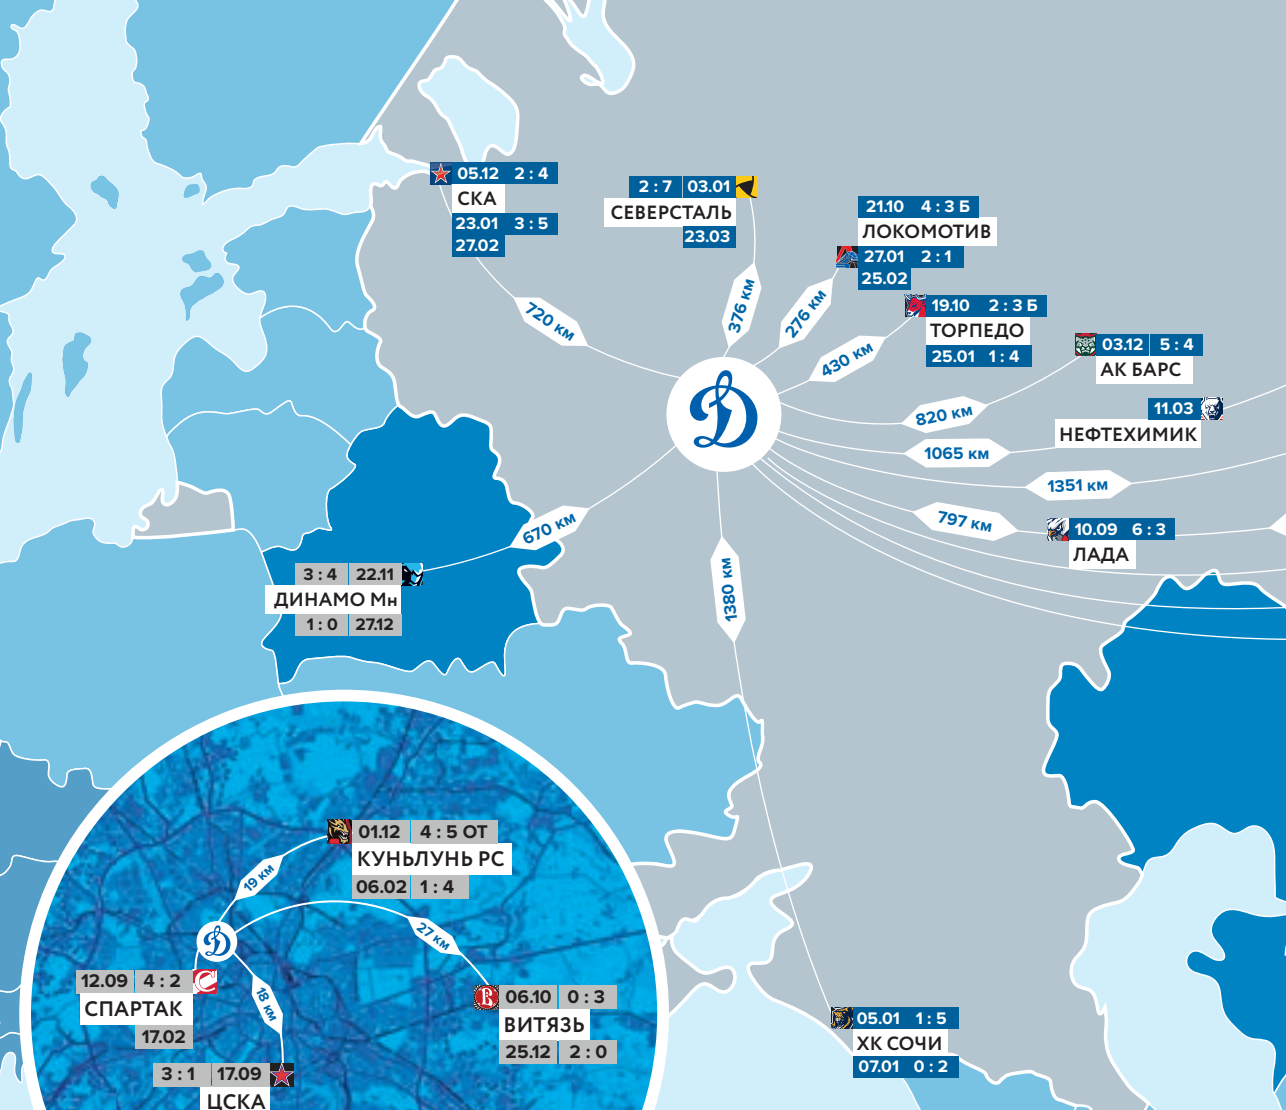 05.12 2 : 4
СКА
23.01 3 : 5
27.02
2 : 7 03.01
СЕВЕРСТАЛЬ
23.03
21.10 4 : 3 Б
ЛОКОМОТИВ
27.01 2 : 1
25.02
19.10 2 : 3 Б
ТОРПЕДО
25.01 1 : 4
03.12 5 : 4
АК БАРС
11.03
НЕФТЕХИМИК
720 км
376 км
276 км
430 км
820 км
1065 км
1351 км
797 км
10.09 6 : 3
ЛАДА
Д
670 км
1380 км
3 : 4 22.11
ДИНАМО Мн
1 : 0 27.12
01.12 4 : 5 ОТ
КУНЬЛУНЬ РС
06.02 1 : 4
19 км
27 км
Д
12.09 4 : 2
СПАРТАК
17.02
18 км
06.10 0 : 3
ВИТЯЗЬ
25.12 2 : 0
3 : 1 17.09
ЦСКА
05.01 1 : 5
ХК СОЧИ
07.01 0 : 2